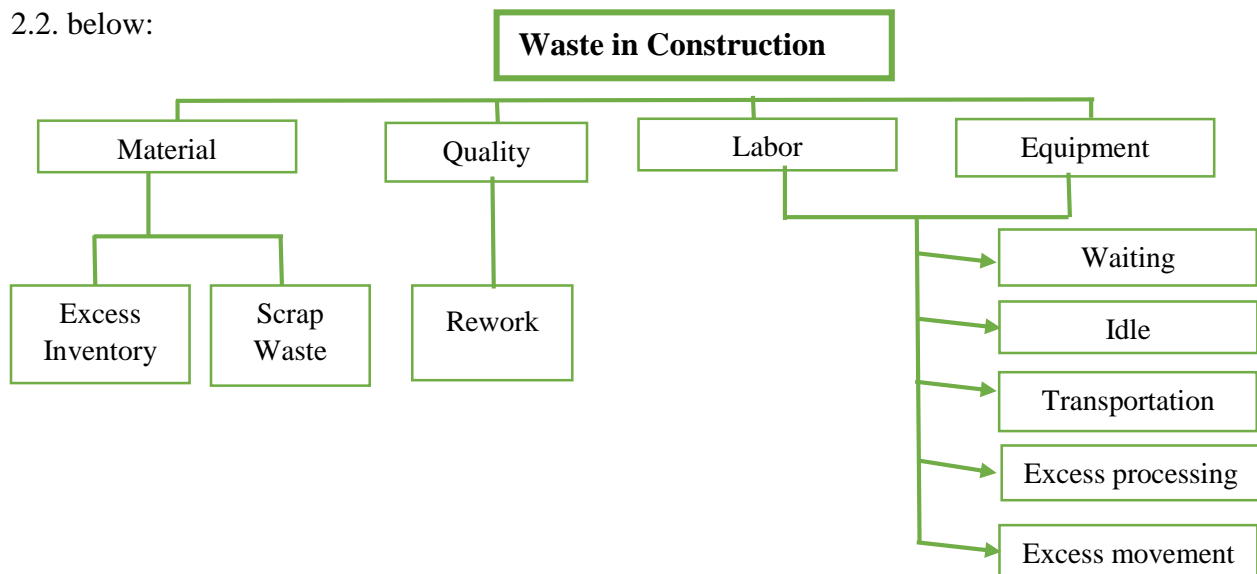 2.2. below:
Waste in Construction
Material
Quality
Labor
Equipment
Excess
Inventory
Scrap
Waste
Rework
Waiting
Idle
Transportation
Excess processing
Excess movement